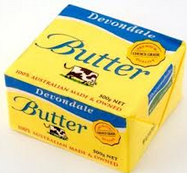 Devondale
Butter
100% AUSTRALIAN MADE & OWNED
500g NET
Devondale
Butter
100% AUSTRALIAN MADE & OWNED
500g NET